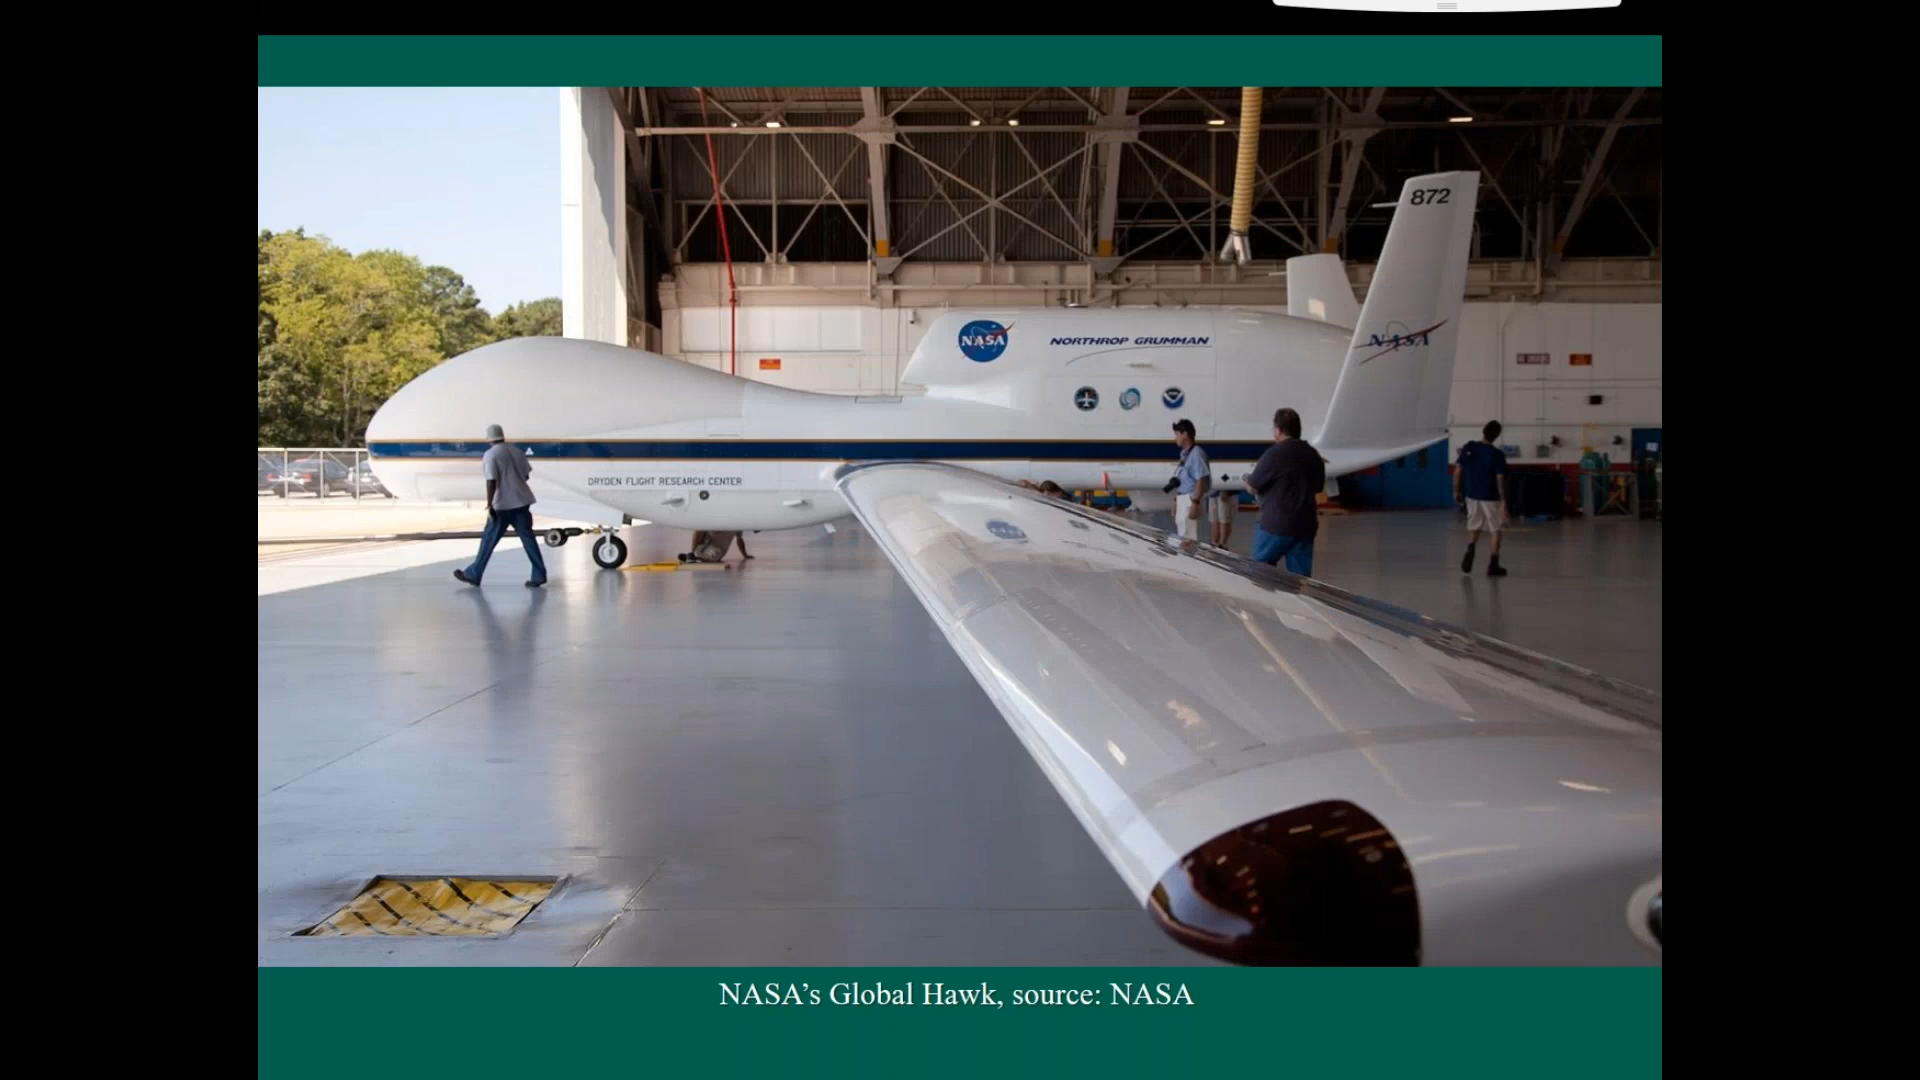 872
NASA
NORTHROP GRUMMAN
NASA
DRYDEN FLIGHT RESEARCH CENTER
NASA’s Global Hawk, source: NASA